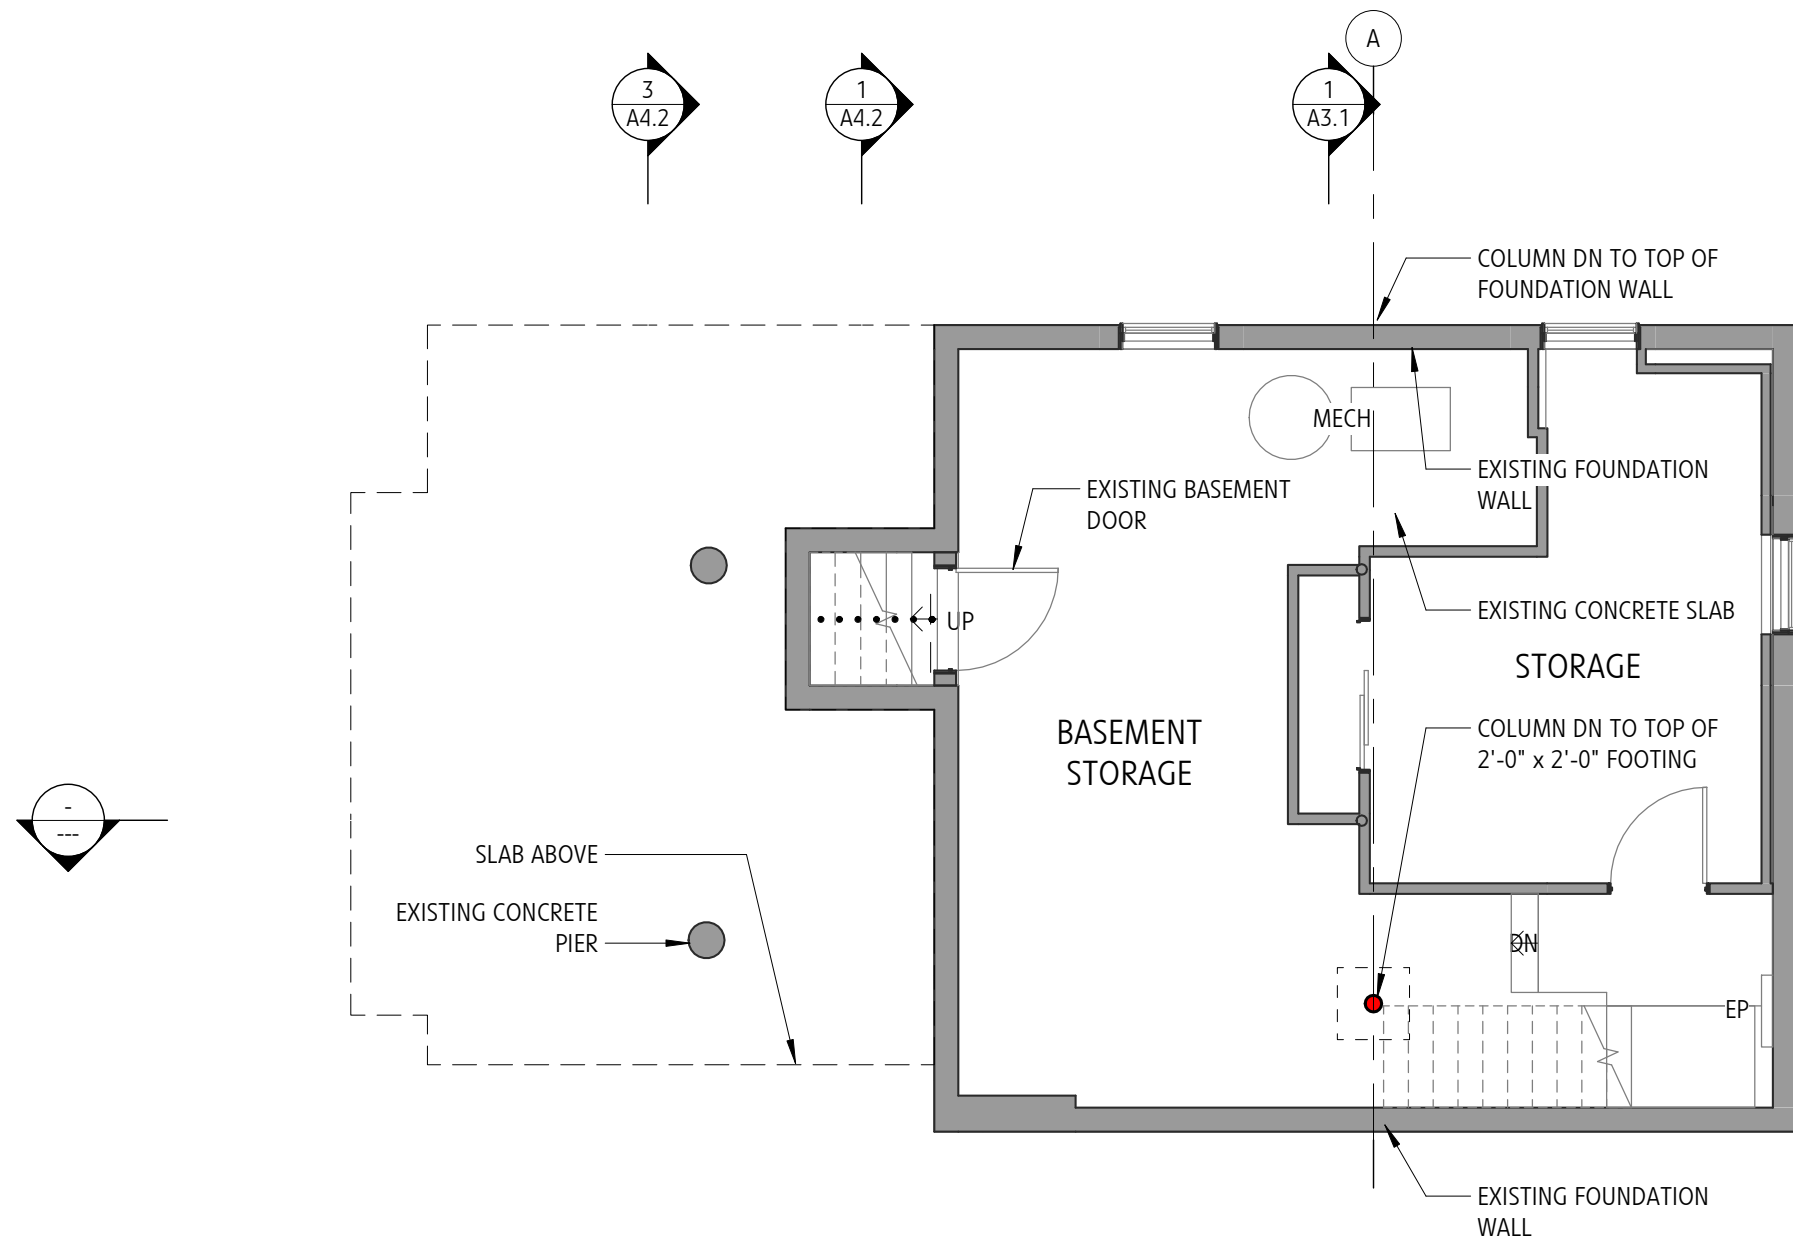 A
3
A4.2
1
A4.2
1
A3.1
COLUMN DN TO TOP OF
FOUNDATION WALL
MECH
EXISTING FOUNDATION
WALL
EXISTING BASEMENT
DOOR
EXISTING CONCRETE SLAB
UP
STORAGE
BASEMENT
STORAGE
COLUMN DN TO TOP OF
2'-0" x 2'-0" FOOTING
-
---
SLAB ABOVE
EXISTING CONCRETE
PIER
DN
EP
EXISTING FOUNDATION
WALL